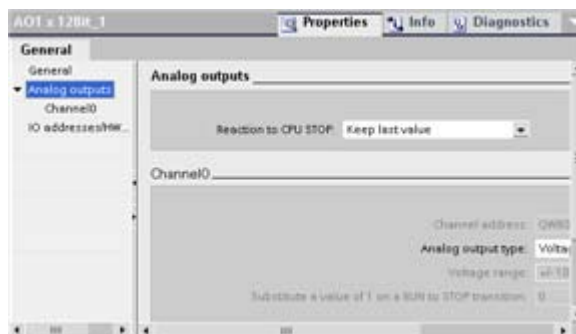 AO1 x 12Bit_1
Properties Info Diagnostics
General
General
Analog outputs
Channel0
IO addresses/HW...
Analog outputs
Reaction to CPU STOP: Keep last value
Channel0
Channel address:
Analog output type: Volta
Voltage range: +/-10
Substitute a value of 1 on a RUN to STOP transition: 0